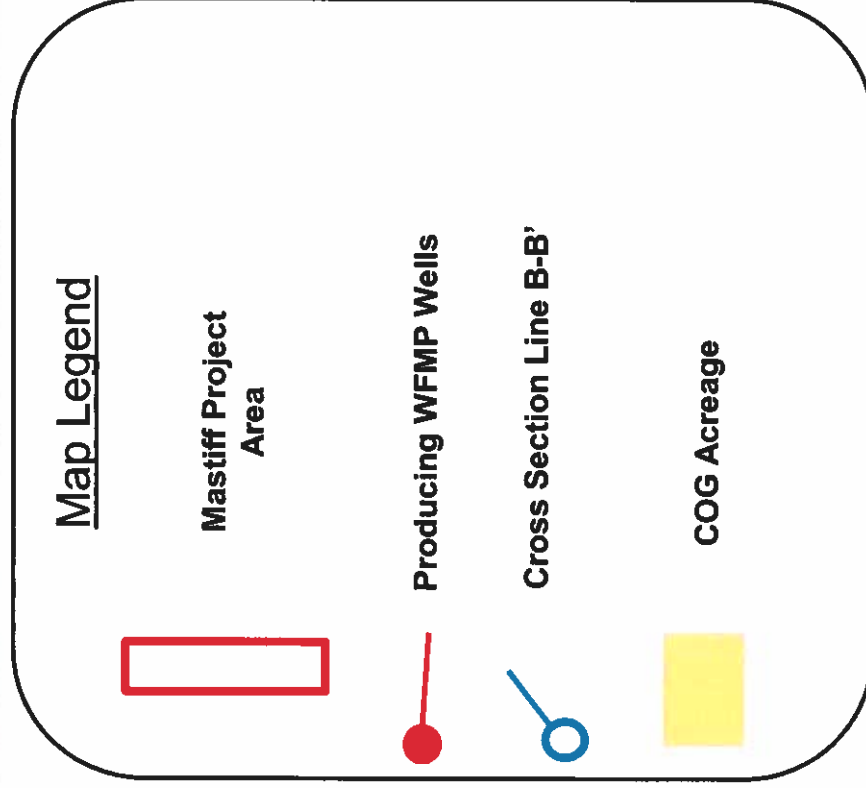 Map Legend
Mastiff Project
Area
Producing WFMP Wells
Cross Section Line B-B'
COG Acreage